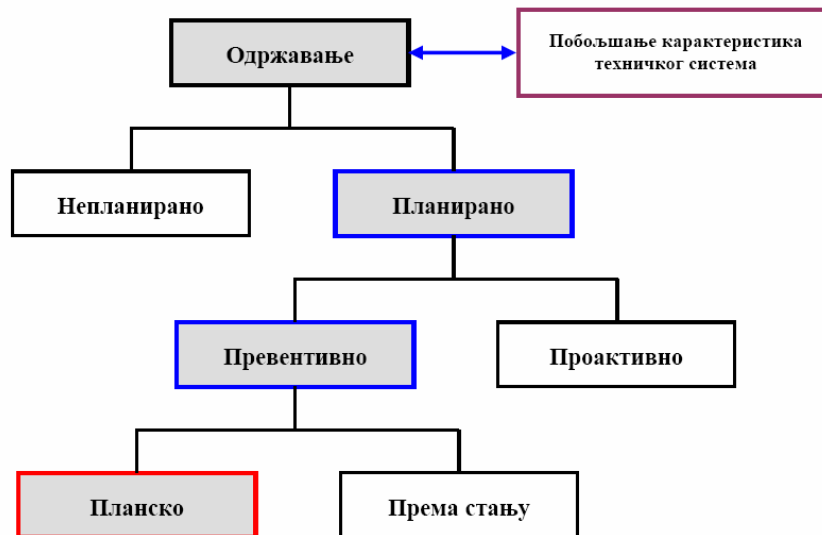 Одржавање
Побољшање карактеристика
техничког система
Непланирано
Планирано
Превентивно
Проактивно
Планско
Према стању